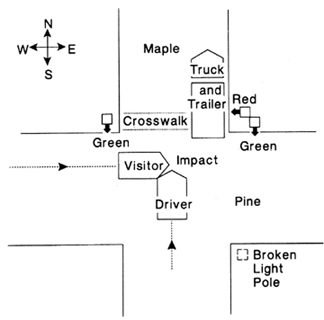 N
W E
S
Maple
Truck
and
Trailer
Red
Crosswalk
Green
Green
Visitor
Impact
Driver
Pine
Broken
Light
Pole